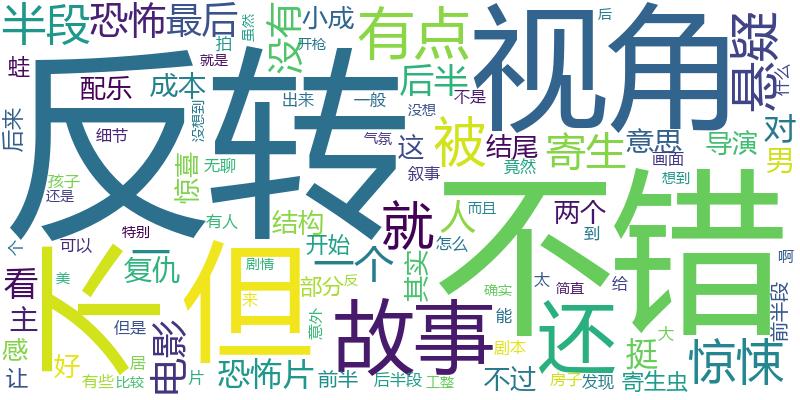 半段
恐怖
最后
拍
虽然
没有
小成
开枪
有点
视角
后
悬疑
什么
蛙
配乐
成本
就是
出来
一般
后半
不是
没想到
没想
后来
细节
反转
惊喜
无聊
气氛
这
被
结尾
寄生
意思
画面
导演
对
男
叙事
竟然
想到
孩子
还是
有人
结构
特别
就
人
而且
两个
到
不错
个
可以
一
开始
一个
怎么
其实
看
主
复仇
不
但
剧情
部分
反
美
来
意外
故事
确实
太
简直
给
能
还
前半段
但是
感
让
好
有些
居
比较
片
电影
恐怖片
前半
后半段
工整
不过
剧本
房子
发现
挺
大
寄生虫
惊悚